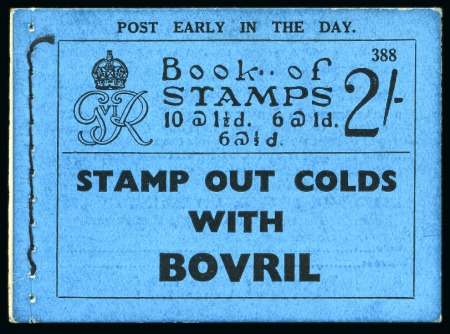 POST EARLY IN THE DAY.
388
Book of
STAMPS 2/-
10 @ 1½d. 6 @ 1d.
6 @ ½d.
GviR
STAMP OUT COLDS
WITH
BOVRIL